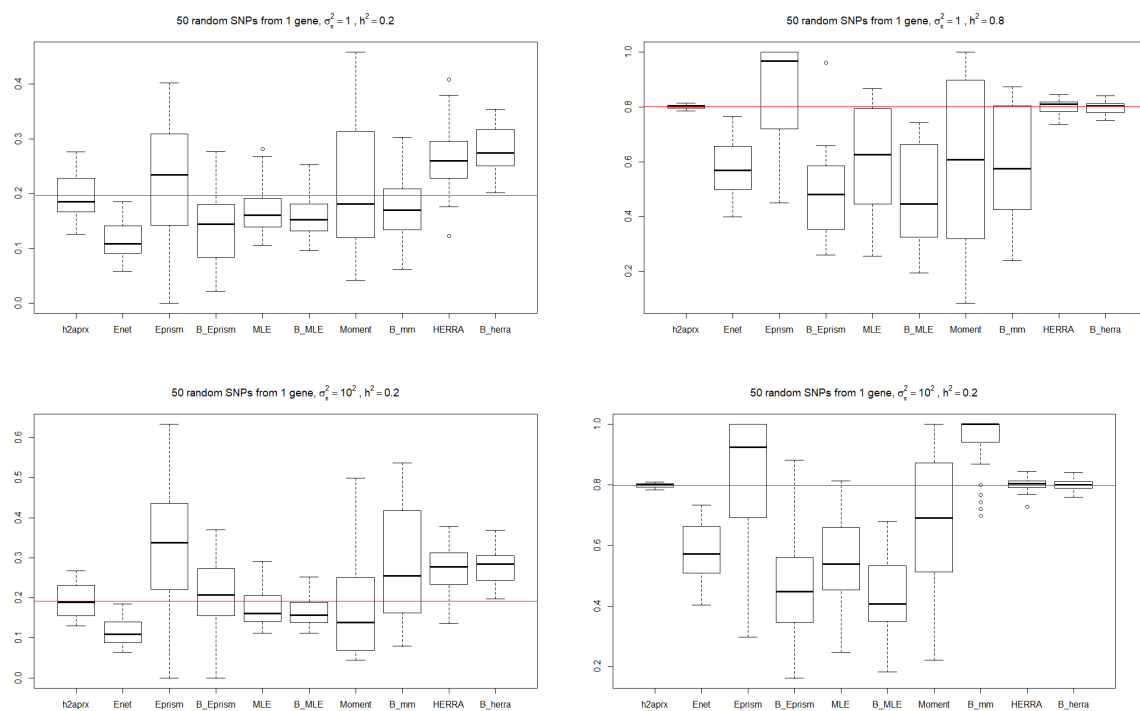 50 random SNPs from 1 gene, σ²ε = 1 , h² = 0.2
0.0 0.1 0.2 0.3 0.4
h2aprx Enet Eprism B_Eprism MLE B_MLE Moment B_mm HERRA B_herra
50 random SNPs from 1 gene, σ²ε = 1, h² = 0.8
0.2 0.4 0.6 0.8 1.0
h2aprx Enet Eprism B_Eprism MLE B_MLE Moment B_mm HERRA B_herra
50 random SNPs from 1 gene, σ²ε = 10² , h² = 0.2
0.0 0.1 0.2 0.3 0.4 0.5 0.6
h2aprx Enet Eprism B_Eprism MLE B_MLE Moment B_mm HERRA B_herra
50 random SNPs from 1 gene, σ²ε = 10² , h² = 0.2
0.2 0.4 0.6 0.8 1.0
h2aprx Enet Eprism B_Eprism MLE B_MLE Moment B_mm HERRA B_herra